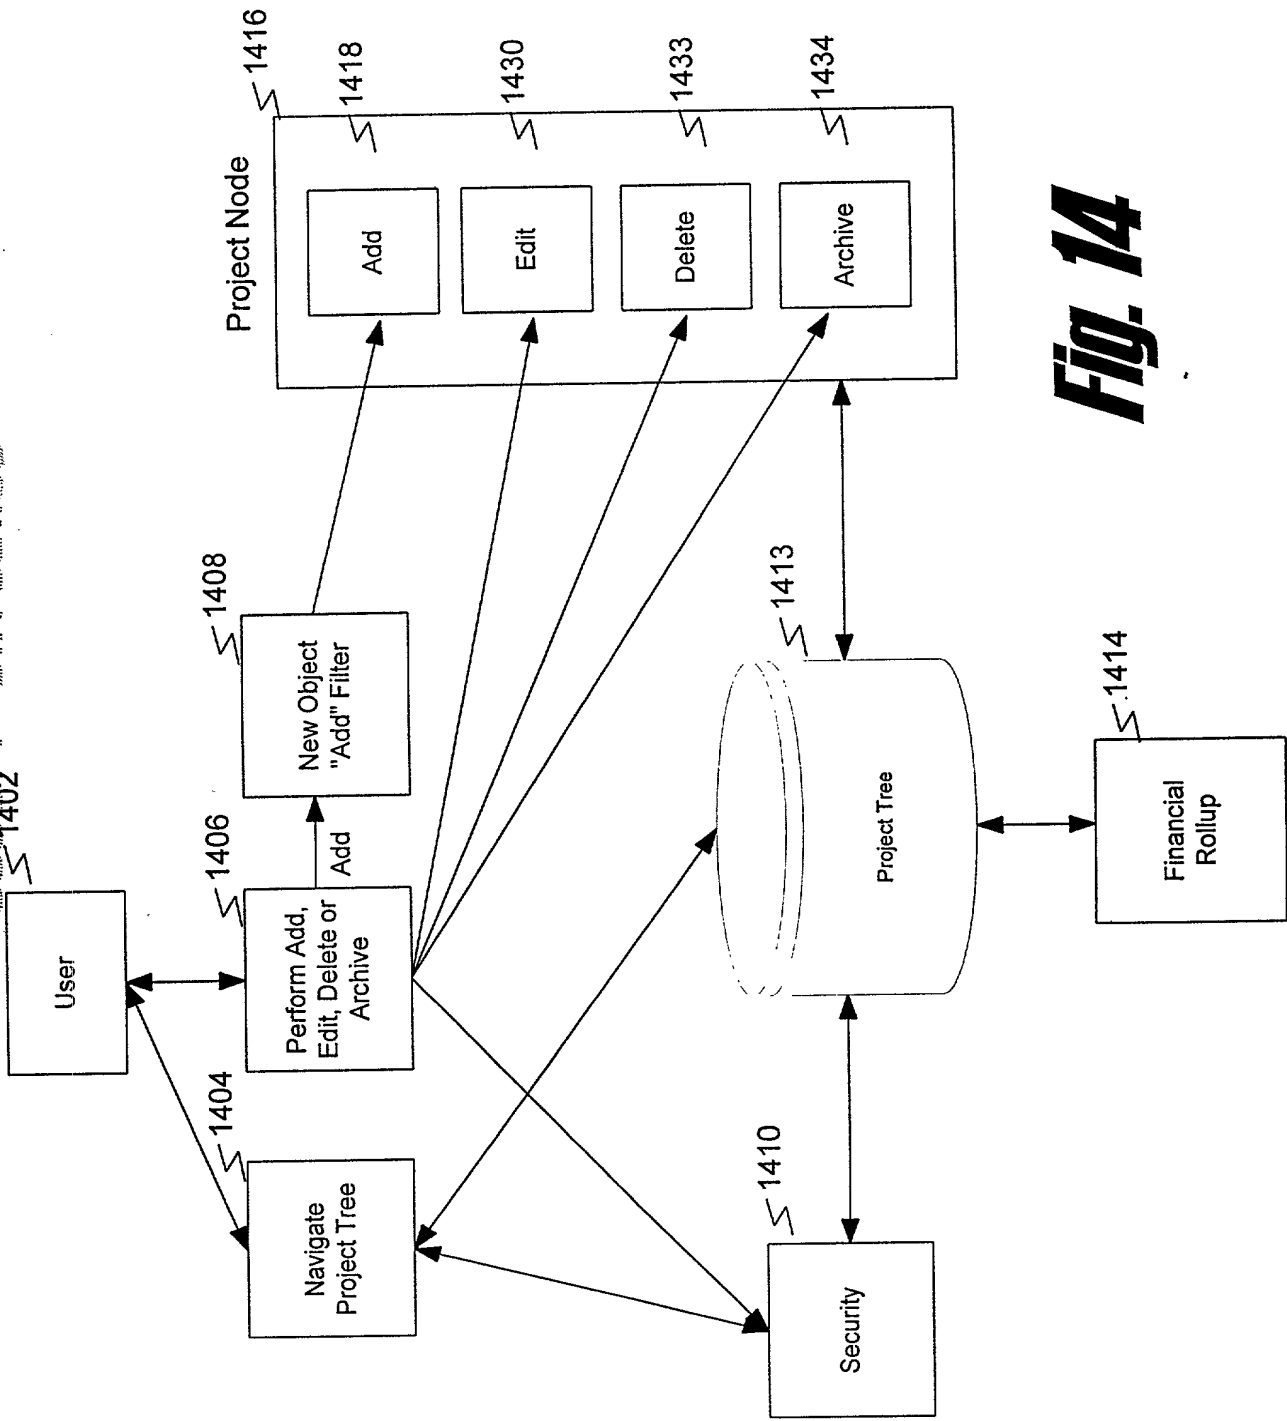 1402
User
1404
Navigate
Project Tree
1406
Perform Add,
Edit, Delete or
Archive
Add
1408
New Object
"Add" Filter
Project Node
1416
Add
1418
Edit
1430
Delete
1433
Archive
1434
1410
Security
1413
Project Tree
1414
Financial
Rollup
Fig. 14